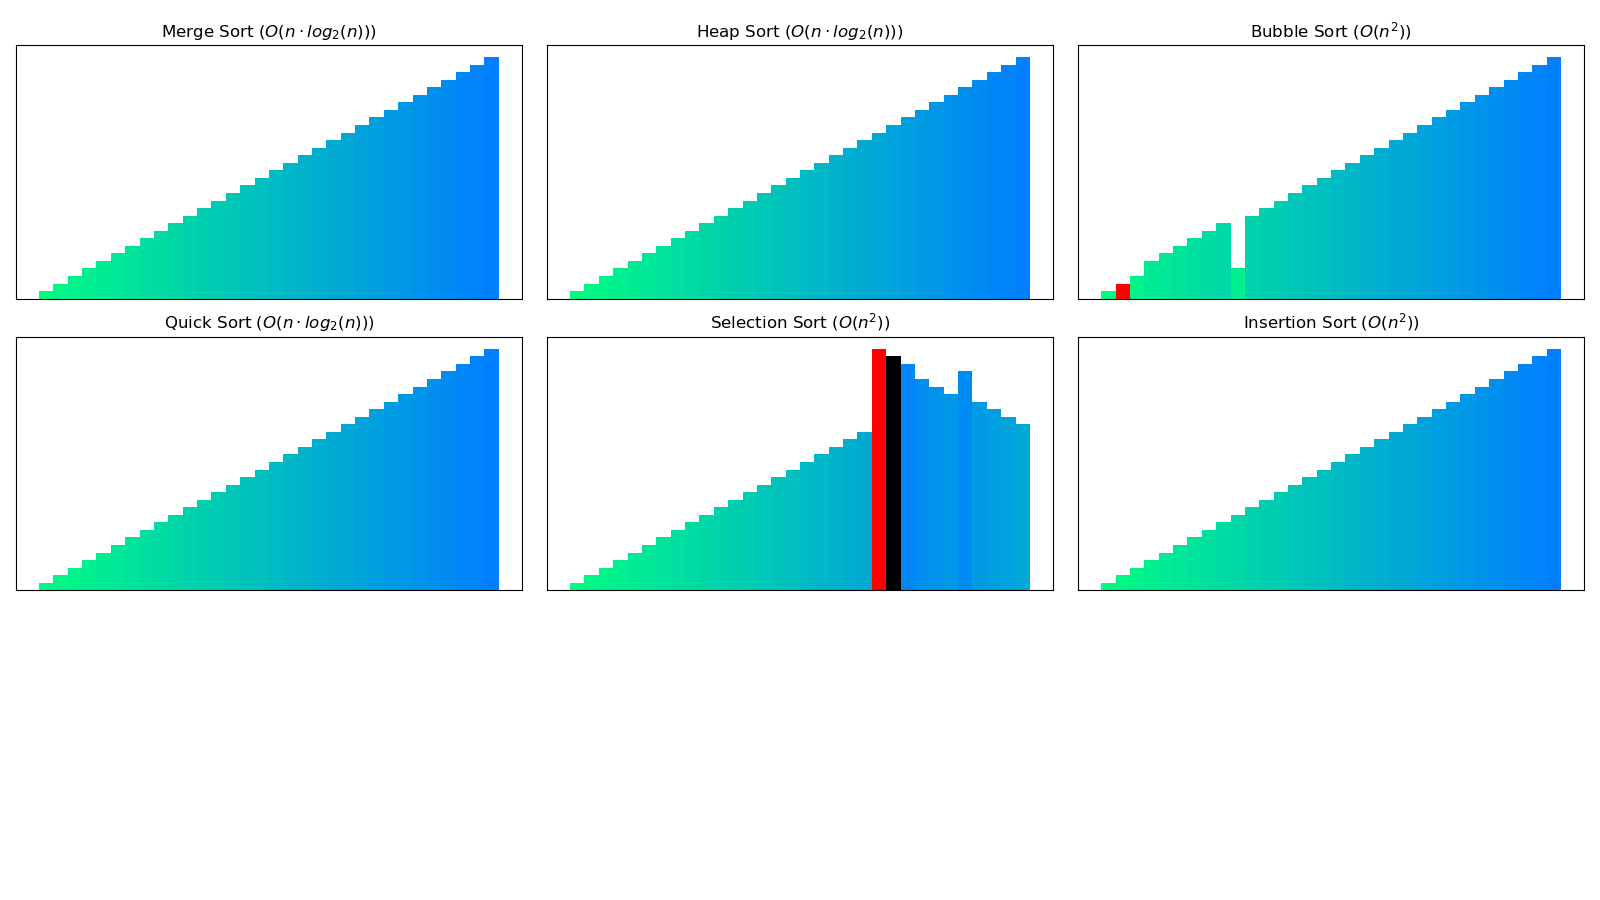 Merge Sort (O(n · log₂(n)))
Heap Sort (O(n · log₂(n)))
Bubble Sort (O(n²))
Quick Sort (O(n · log₂(n)))
Selection Sort (O(n²))
Insertion Sort (O(n²))